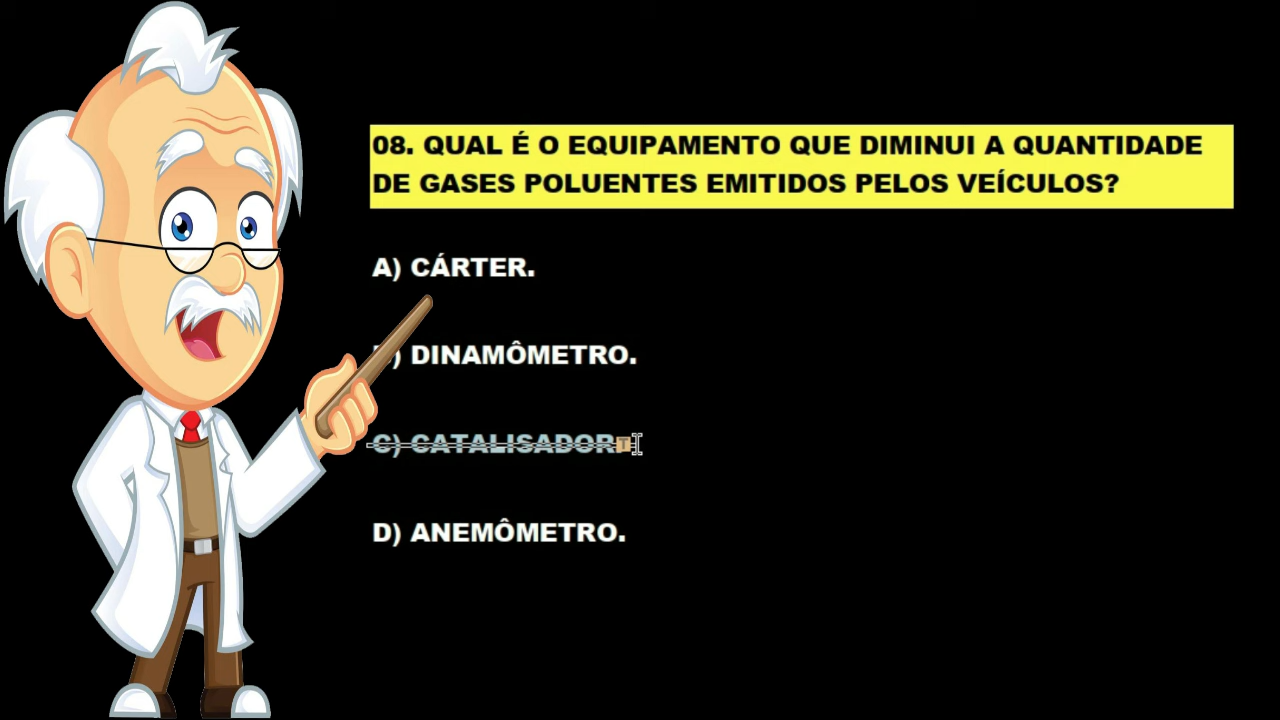 08. QUAL É O EQUIPAMENTO QUE DIMINUI A QUANTIDADE
DE GASES POLUENTES EMITIDOS PELOS VEÍCULOS?
A) CÁRTER.
B) DINAMÔMETRO.
C) CATALISADOR
D) ANEMÔMETRO.